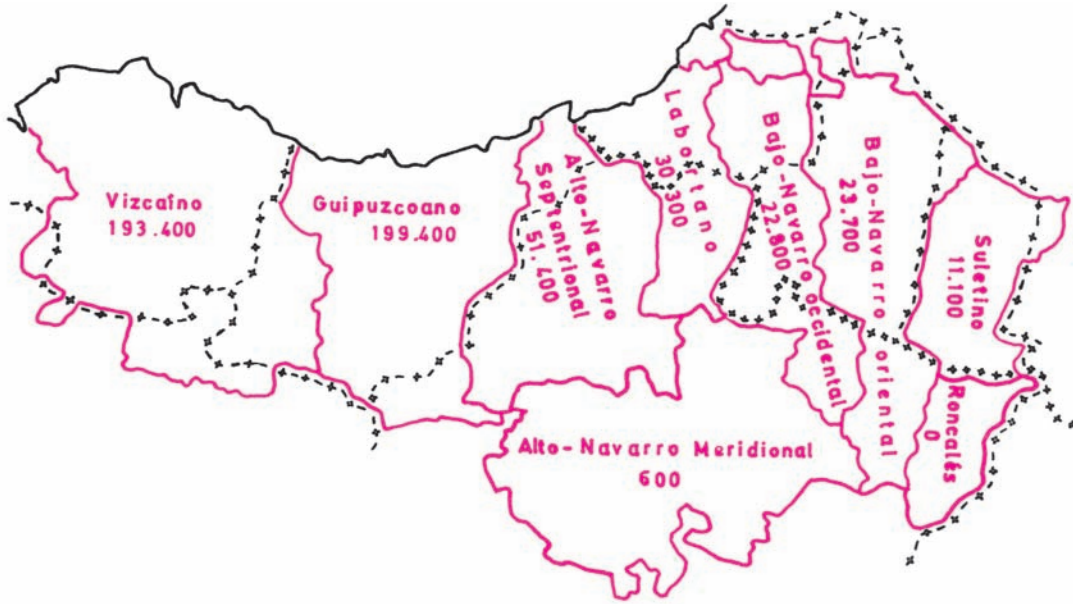 Vizcaíno
193.400
Guipuzcoano
199.400
Alto-Navarro
Septentrional
51.400
Labortano
30.300
Bajo-Navarro occidental
22.800
Bajo-Navarro oriental
23.700
Suletino
11.100
Roncalés
0
Alto-Navarro Meridional
600